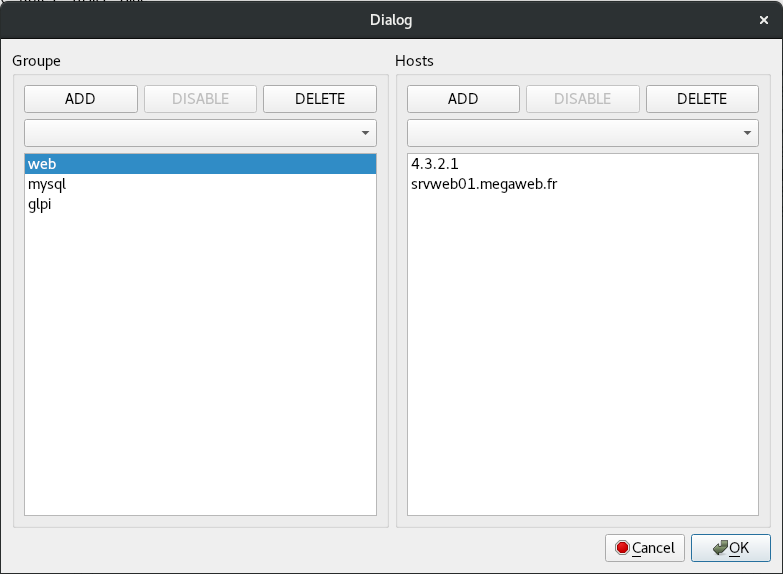 Dialog
Groupe
ADD DISABLE DELETE
web
mysql
glpi
Hosts
ADD DISABLE DELETE
4.3.2.1
srvweb01.megaweb.fr
Cancel OK